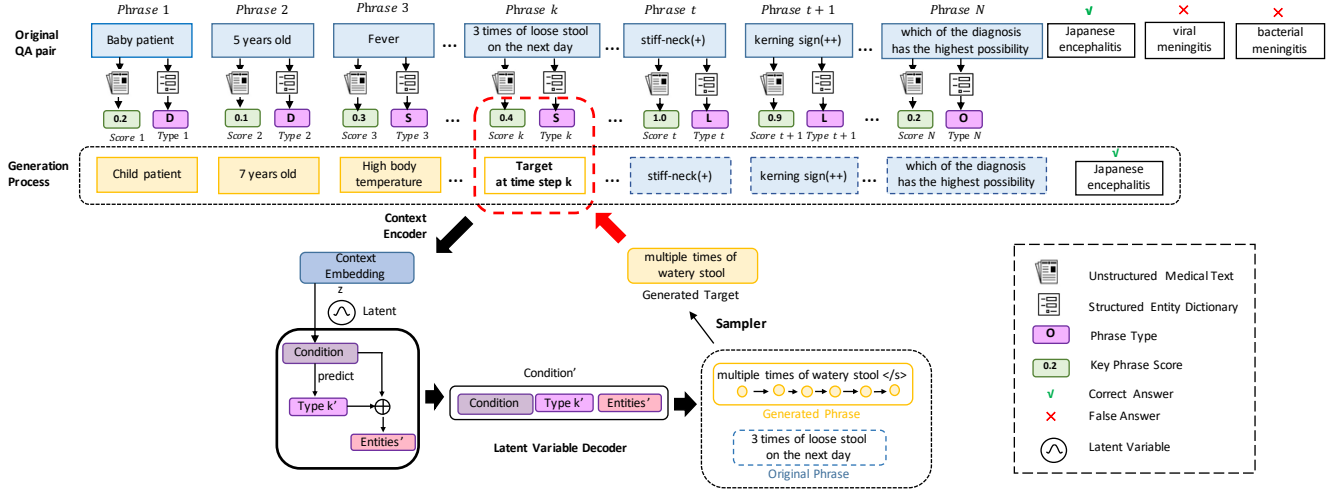 Phrase 1 Phrase 2 Phrase 3 Phrase k Phrase t Phrase t + 1 Phrase N
Original
QA pair
Baby patient
5 years old
Fever
...
3 times of loose stool
on the next day
...
stiff-neck(+)
kerning sign(++)
...
which of the diagnosis
has the highest possibility
Japanese
encephalitis
viral
meningitis
bacterial
meningitis
0.2 D 0.1 D 0.3 S ... 0.4 S ... 1.0 L 0.9 L ... 0.2 O
Score 1 Type 1 Score 2 Type 2 Score 3 Type 3 Score k Type k Score t Type t Score t + 1 Type t + 1 Score N Type N
Generation
Process
Child patient
7 years old
High body
temperature
...
Target
at time step k
...
stiff-neck(+)
kerning sign(++)
...
which of the diagnosis
has the highest possibility
Japanese
encephalitis
Context
Encoder
Context
Embedding
z
Latent
Condition
predict
Type k'
Entities'
Condition'
Condition Type k' Entities'
Latent Variable Decoder
multiple times of
watery stool
Generated Target
Sampler
multiple times of watery stool </s>
Generated Phrase
3 times of loose stool
on the next day
Original Phrase
Unstructured Medical Text
Structured Entity Dictionary
O Phrase Type
0.2 Key Phrase Score
Correct Answer
False Answer
Latent Variable